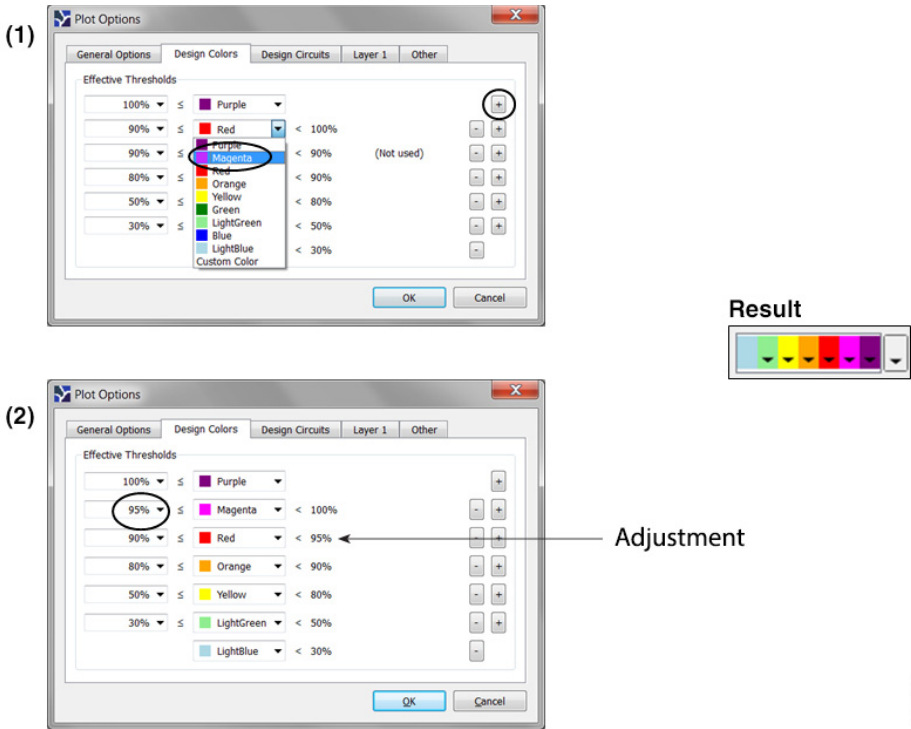 (1)
Plot Options
General Options Design Colors Design Circuits Layer 1 Other
Effective Thresholds
100% ≤ Purple +
90% ≤ Red < 100% - +
90% ≤ < 90% (Not used) - +
80% ≤ < 90% - +
50% ≤ < 80% - +
30% ≤ < 50% - +
< 30% -
Purple
Magenta
Red
Orange
Yellow
Green
LightGreen
Blue
LightBlue
Custom Color
OK Cancel
Result
(2)
Plot Options
General Options Design Colors Design Circuits Layer 1 Other
Effective Thresholds
100% ≤ Purple +
95% ≤ Magenta < 100% - +
90% ≤ Red < 95% - + Adjustment
80% ≤ Orange < 90% - +
50% ≤ Yellow < 80% - +
30% ≤ LightGreen < 50% - +
LightBlue < 30% -
OK Cancel